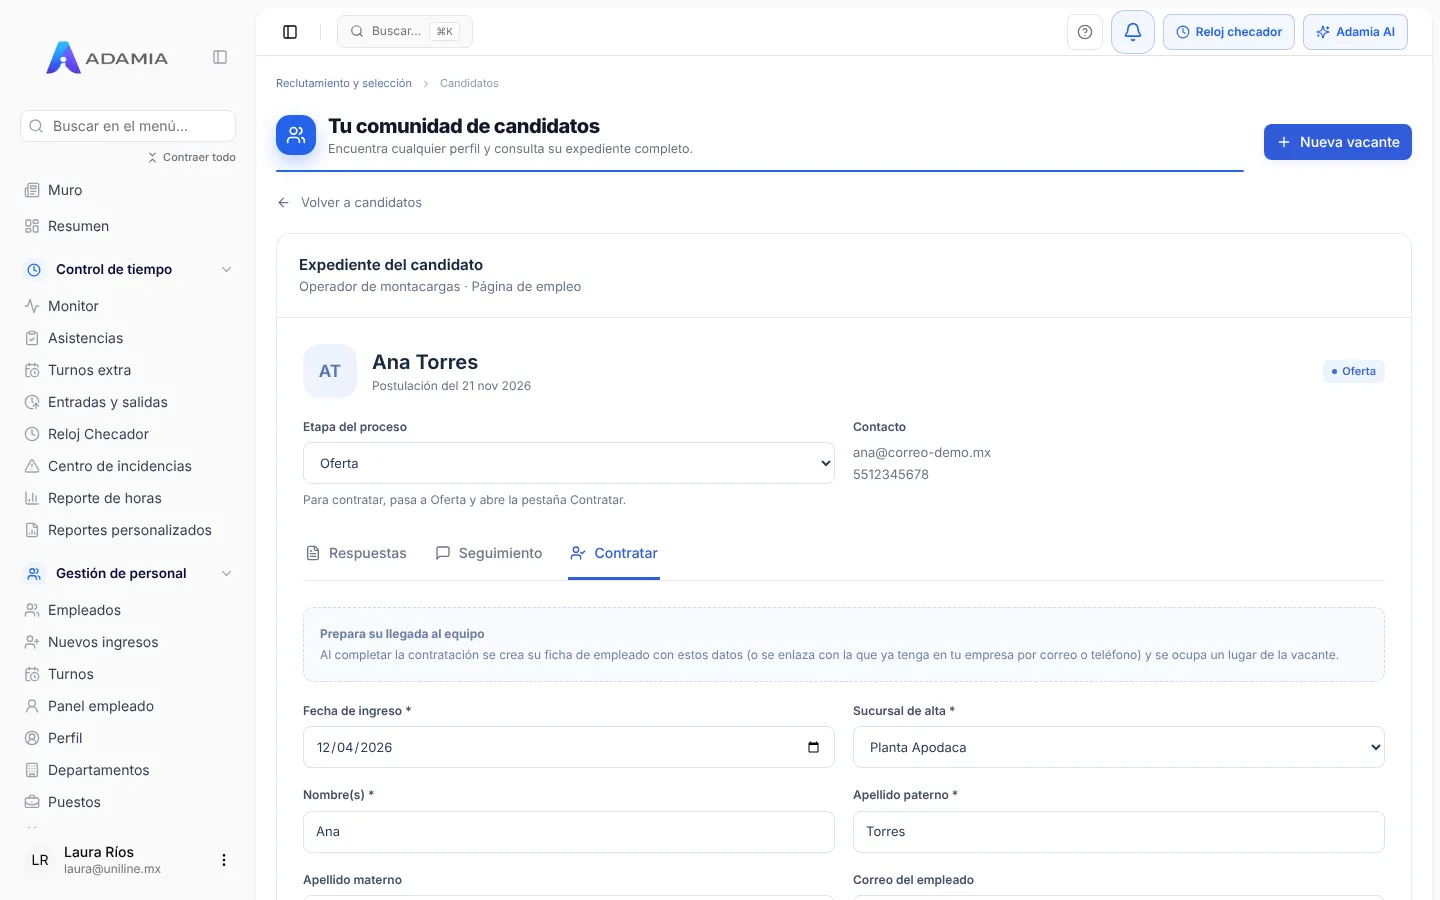 ADAMIA
Buscar en el menú...
Contraer todo
Muro
Resumen
Control de tiempo
Monitor
Asistencias
Turnos extra
Entradas y salidas
Reloj Checador
Centro de incidencias
Reporte de horas
Reportes personalizados
Gestión de personal
Empleados
Nuevos ingresos
Turnos
Panel empleado
Perfil
Departamentos
Puestos
LR
Laura Ríos
laura@uniline.mx
Buscar... ⌘K
Reloj checador
Adamia AI
Reclutamiento y selección > Candidatos
Tu comunidad de candidatos
Encuentra cualquier perfil y consulta su expediente completo.
+ Nueva vacante
← Volver a candidatos
Expediente del candidato
Operador de montacargas · Página de empleo
AT
Ana Torres
Postulación del 21 nov 2026
Oferta
Etapa del proceso
Oferta
Para contratar, pasa a Oferta y abre la pestaña Contratar.
Contacto
ana@correo-demo.mx
5512345678
Respuestas
Seguimiento
Contratar
Prepara su llegada al equipo
Al completar la contratación se crea su ficha de empleado con estos datos (o se enlaza con la que ya tenga en tu empresa por correo o teléfono) y se ocupa un lugar de la vacante.
Fecha de ingreso *
12/04/2026
Sucursal de alta *
Planta Apodaca
Nombre(s) *
Ana
Apellido paterno *
Torres
Apellido materno
Correo del empleado